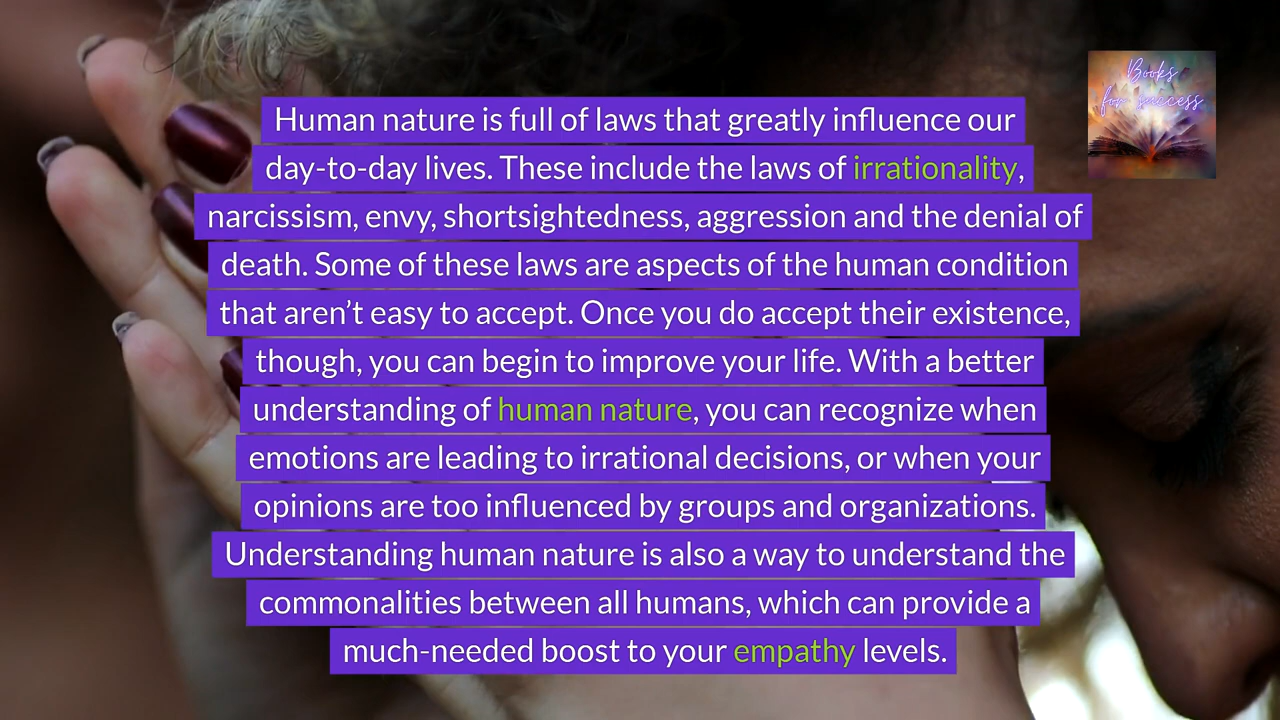 Books
for success
Human nature is full of laws that greatly influence our
day-to-day lives. These include the laws of irrationality,
narcissism, envy, shortsightedness, aggression and the denial of
death. Some of these laws are aspects of the human condition
that aren’t easy to accept. Once you do accept their existence,
though, you can begin to improve your life. With a better
understanding of human nature, you can recognize when
emotions are leading to irrational decisions, or when your
opinions are too influenced by groups and organizations.
Understanding human nature is also a way to understand the
commonalities between all humans, which can provide a
much-needed boost to your empathy levels.